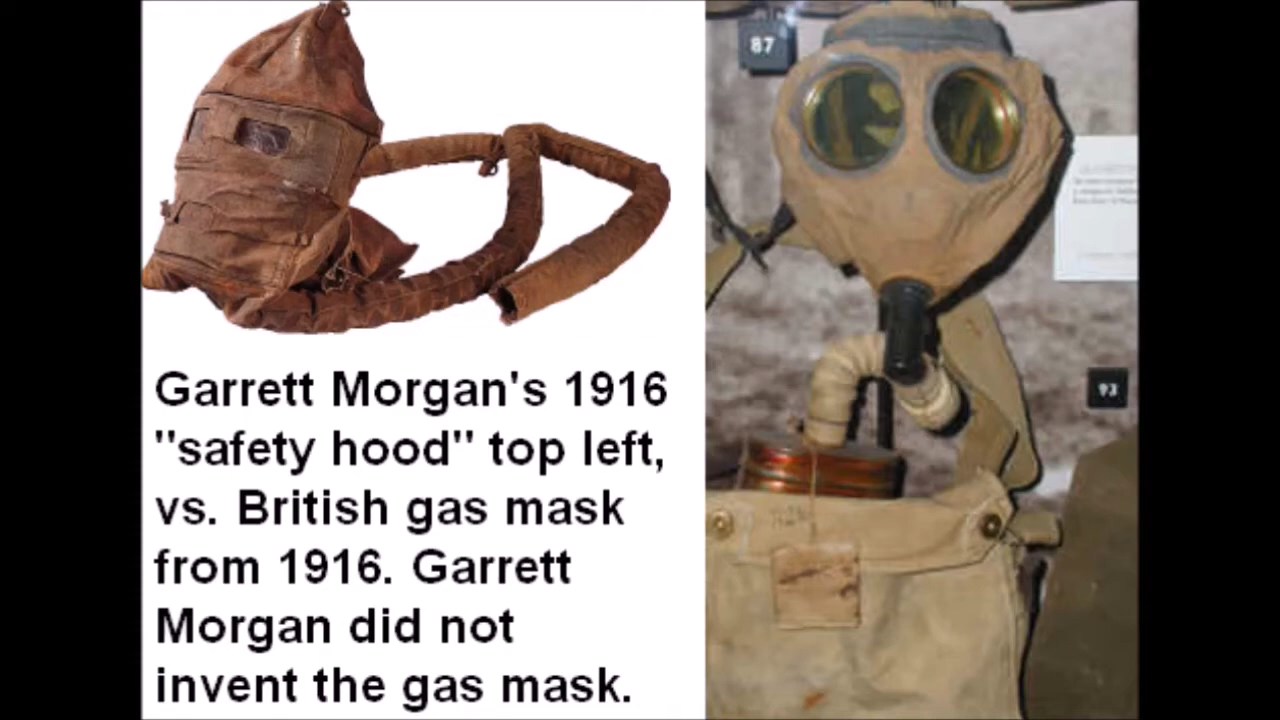 87
93
Garrett Morgan's 1916
"safety hood" top left,
vs. British gas mask
from 1916. Garrett
Morgan did not
invent the gas mask.